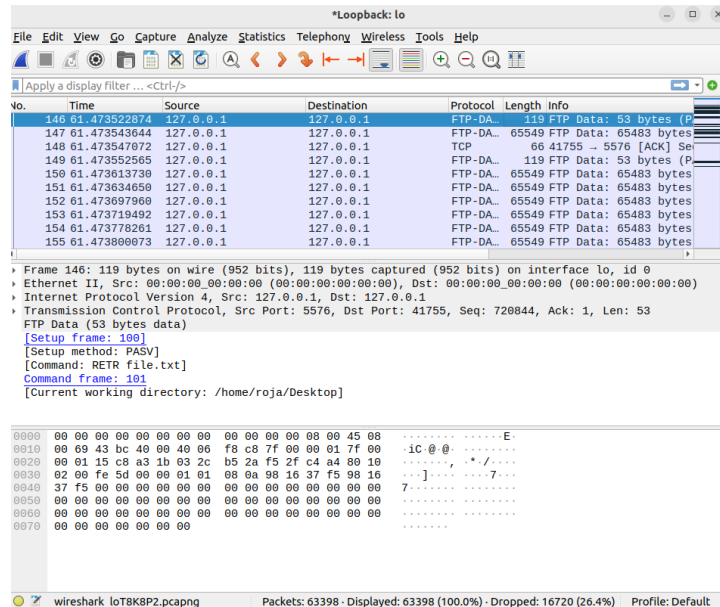 *Loopback: lo
File Edit View Go Capture Analyze Statistics Telephony Wireless Tools Help
Apply a display filter … <Ctrl-/>
No. Time Source Destination Protocol Length Info
146 61.473522874 127.0.0.1 127.0.0.1 FTP-DA… 119 FTP Data: 53 bytes (P
147 61.473543644 127.0.0.1 127.0.0.1 FTP-DA… 65549 FTP Data: 65483 bytes
148 61.473547072 127.0.0.1 127.0.0.1 TCP 66 41755 → 5576 [ACK] Se
149 61.473552565 127.0.0.1 127.0.0.1 FTP-DA… 119 FTP Data: 53 bytes (P
150 61.473613730 127.0.0.1 127.0.0.1 FTP-DA… 65549 FTP Data: 65483 bytes
151 61.473634650 127.0.0.1 127.0.0.1 FTP-DA… 65549 FTP Data: 65483 bytes
152 61.473697960 127.0.0.1 127.0.0.1 FTP-DA… 65549 FTP Data: 65483 bytes
153 61.473719492 127.0.0.1 127.0.0.1 FTP-DA… 65549 FTP Data: 65483 bytes
154 61.473778261 127.0.0.1 127.0.0.1 FTP-DA… 65549 FTP Data: 65483 bytes
155 61.473800073 127.0.0.1 127.0.0.1 FTP-DA… 65549 FTP Data: 65483 bytes
Frame 146: 119 bytes on wire (952 bits), 119 bytes captured (952 bits) on interface lo, id 0
Ethernet II, Src: 00:00:00_00:00:00 (00:00:00:00:00:00), Dst: 00:00:00_00:00:00 (00:00:00:00:00:00)
Internet Protocol Version 4, Src: 127.0.0.1, Dst: 127.0.0.1
Transmission Control Protocol, Src Port: 5576, Dst Port: 41755, Seq: 720844, Ack: 1, Len: 53
FTP Data (53 bytes data)
[Setup frame: 100]
[Setup method: PASV]
[Command: RETR file.txt]
Command frame: 101
[Current working directory: /home/roja/Desktop]
0000 00 00 00 00 00 00 00 00 00 00 00 00 08 00 45 08 ········ ······E·
0010 00 69 43 bc 40 00 40 06 f8 c8 7f 00 00 01 7f 00 ·iC·@·@· ········
0020 00 01 15 c8 a3 1b 03 2c b5 2a f5 2f c4 a4 80 10 ·······, ·*·/····
0030 02 00 fe 5d 00 00 01 01 08 0a 98 16 37 f5 98 16 ···]···· ····7···
0040 37 f5 00 00 00 00 00 00 00 00 00 00 00 00 00 00 7······· ········
0050 00 00 00 00 00 00 00 00 00 00 00 00 00 00 00 00 ········ ········
0060 00 00 00 00 00 00 00 00 00 00 00 00 00 00 00 00 ········ ········
0070 00 00 00 00 00 00 00 ·······
wireshark_loT8K8P2.pcapng Packets: 63398 · Displayed: 63398 (100.0%) · Dropped: 16720 (26.4%) Profile: Default